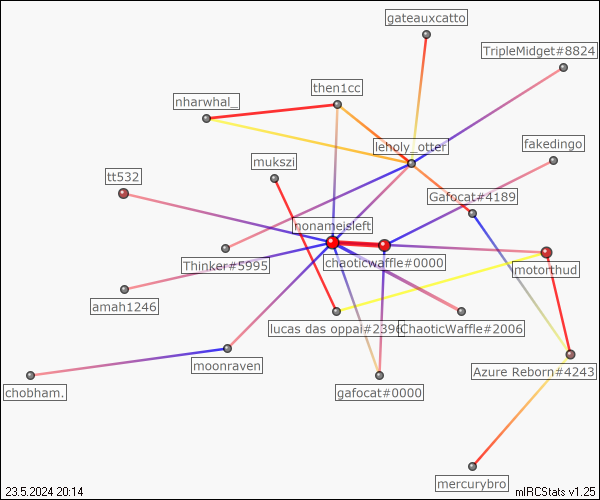 gateauxcatto
TripleMidget#8824
then1cc
nharwhal_
leholy_otter
fakedingo
mukszi
tt532
Gafocat#4189
nonameisleft
chaoticwaffle#0000
Thinker#5995
motorthud
amah1246
lucas das oppai#2396
ChaoticWaffle#2006
moonraven
Azure Reborn#4243
chobham.
gafocat#0000
mercurybro
23.5.2024 20:14
mIRCStats v1.25